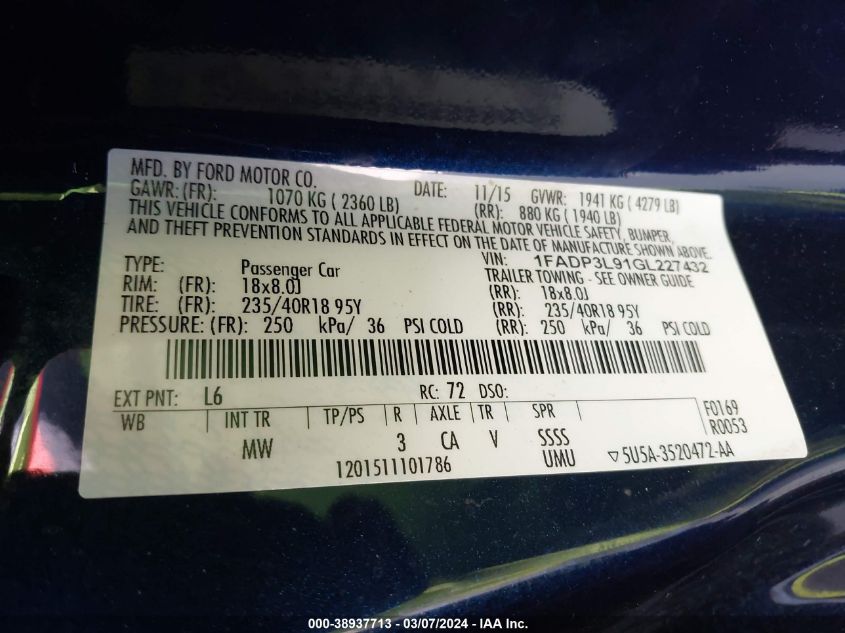 MFD. BY FORD MOTOR CO.
DATE: 11/15 GVWR: 1941 KG ( 4279 LB)
GAWR: (FR): 1070 KG ( 2360 LB) (RR): 880 KG ( 1940 LB)
THIS VEHICLE CONFORMS TO ALL APPLICABLE FEDERAL MOTOR VEHICLE SAFETY, BUMPER,
AND THEFT PREVENTION STANDARDS IN EFFECT ON THE DATE OF MANUFACTURE SHOWN ABOVE.
VIN: 1FADP3L91GL227432
TYPE: Passenger Car TRAILER TOWING - SEE OWNER GUIDE
RIM: (FR): 18x8.0J (RR): 18x8.0J
TIRE: (FR): 235/40R18 95Y (RR): 235/40R18 95Y
PRESSURE: (FR): 250 kPa/ 36 PSI COLD (RR): 250 kPa/ 36 PSI COLD
EXT PNT: L6 RC: 72 DSO:
WB INT TR TP/PS R AXLE TR SPR F0169
R0053
MW 3 CA V SSSS
1201511101786 UMU ▽5U5A-3520472-AA
000-38937713 - 03/07/2024 - IAA Inc.